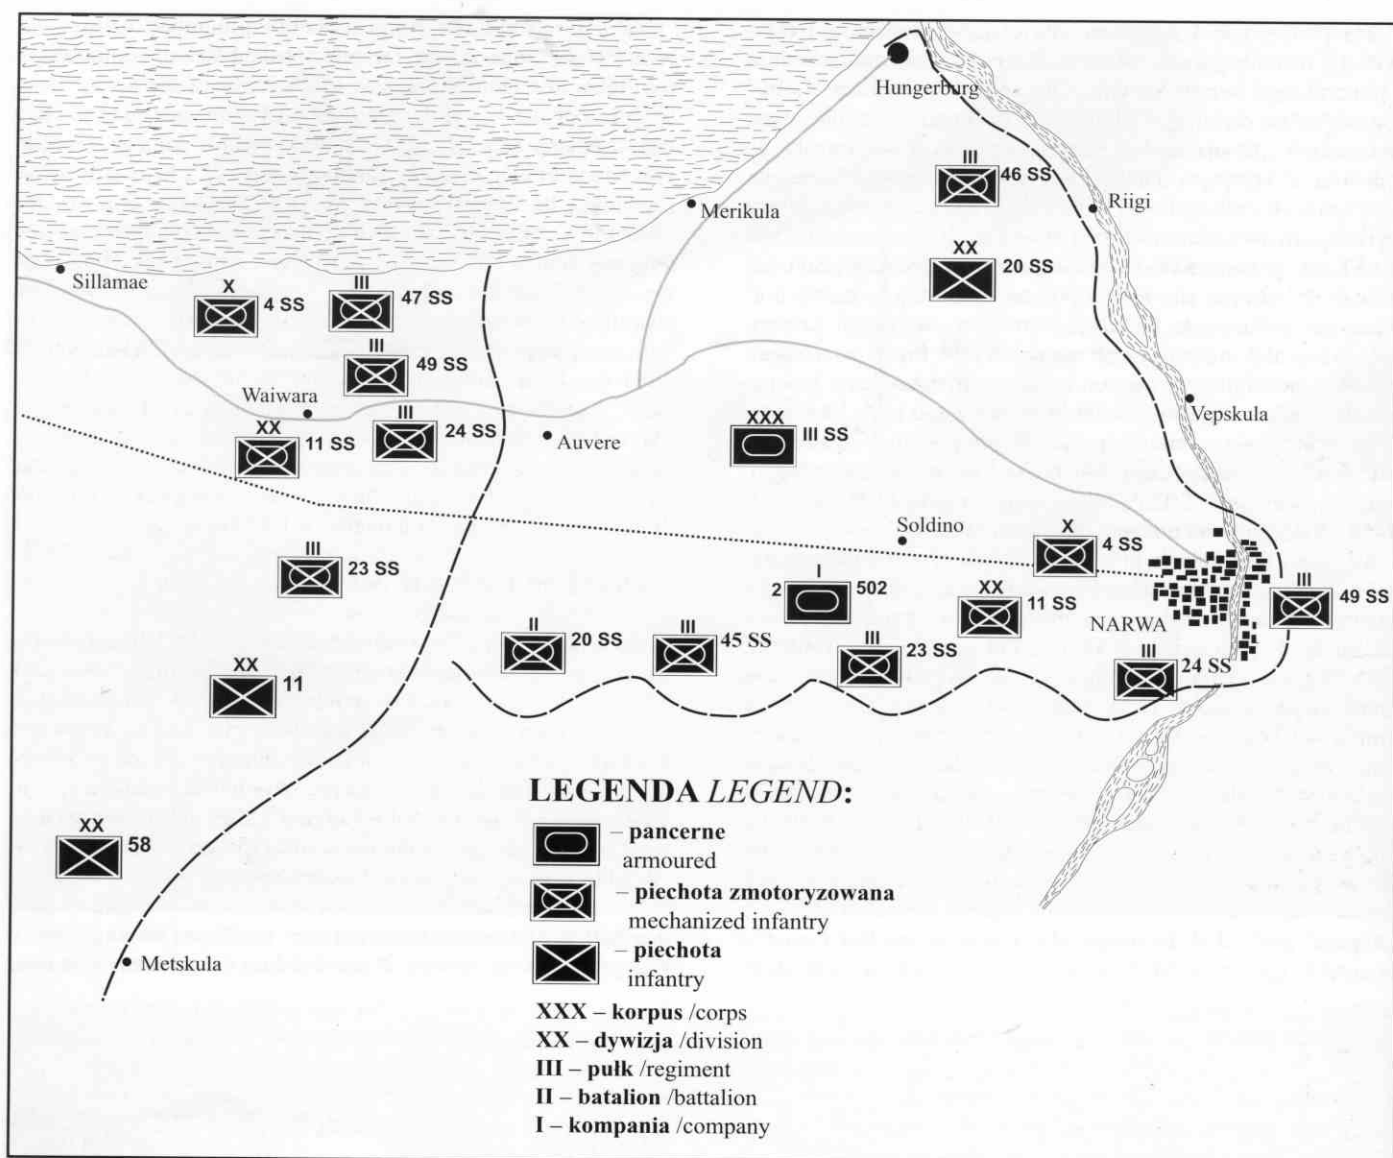 Hungerburg
III
46 SS
Merikula
Riigi
XX
20 SS
Sillamae
X
4 SS
III
47 SS
III
49 SS
Waiwara
III
24 SS
XX
11 SS
Auvere
XXX
III SS
Vepskula
Soldino
X
4 SS
III
23 SS
I
2
502
XX
11 SS
NARWA
III
49 SS
II
20 SS
III
45 SS
III
23 SS
III
24 SS
XX
11
XX
58
Metskula
LEGENDA LEGEND:
– pancerne
armoured
– piechota zmotoryzowana
mechanized infantry
– piechota
infantry
XXX – korpus /corps
XX – dywizja /division
III – pułk /regiment
II – batalion /battalion
I – kompania /company